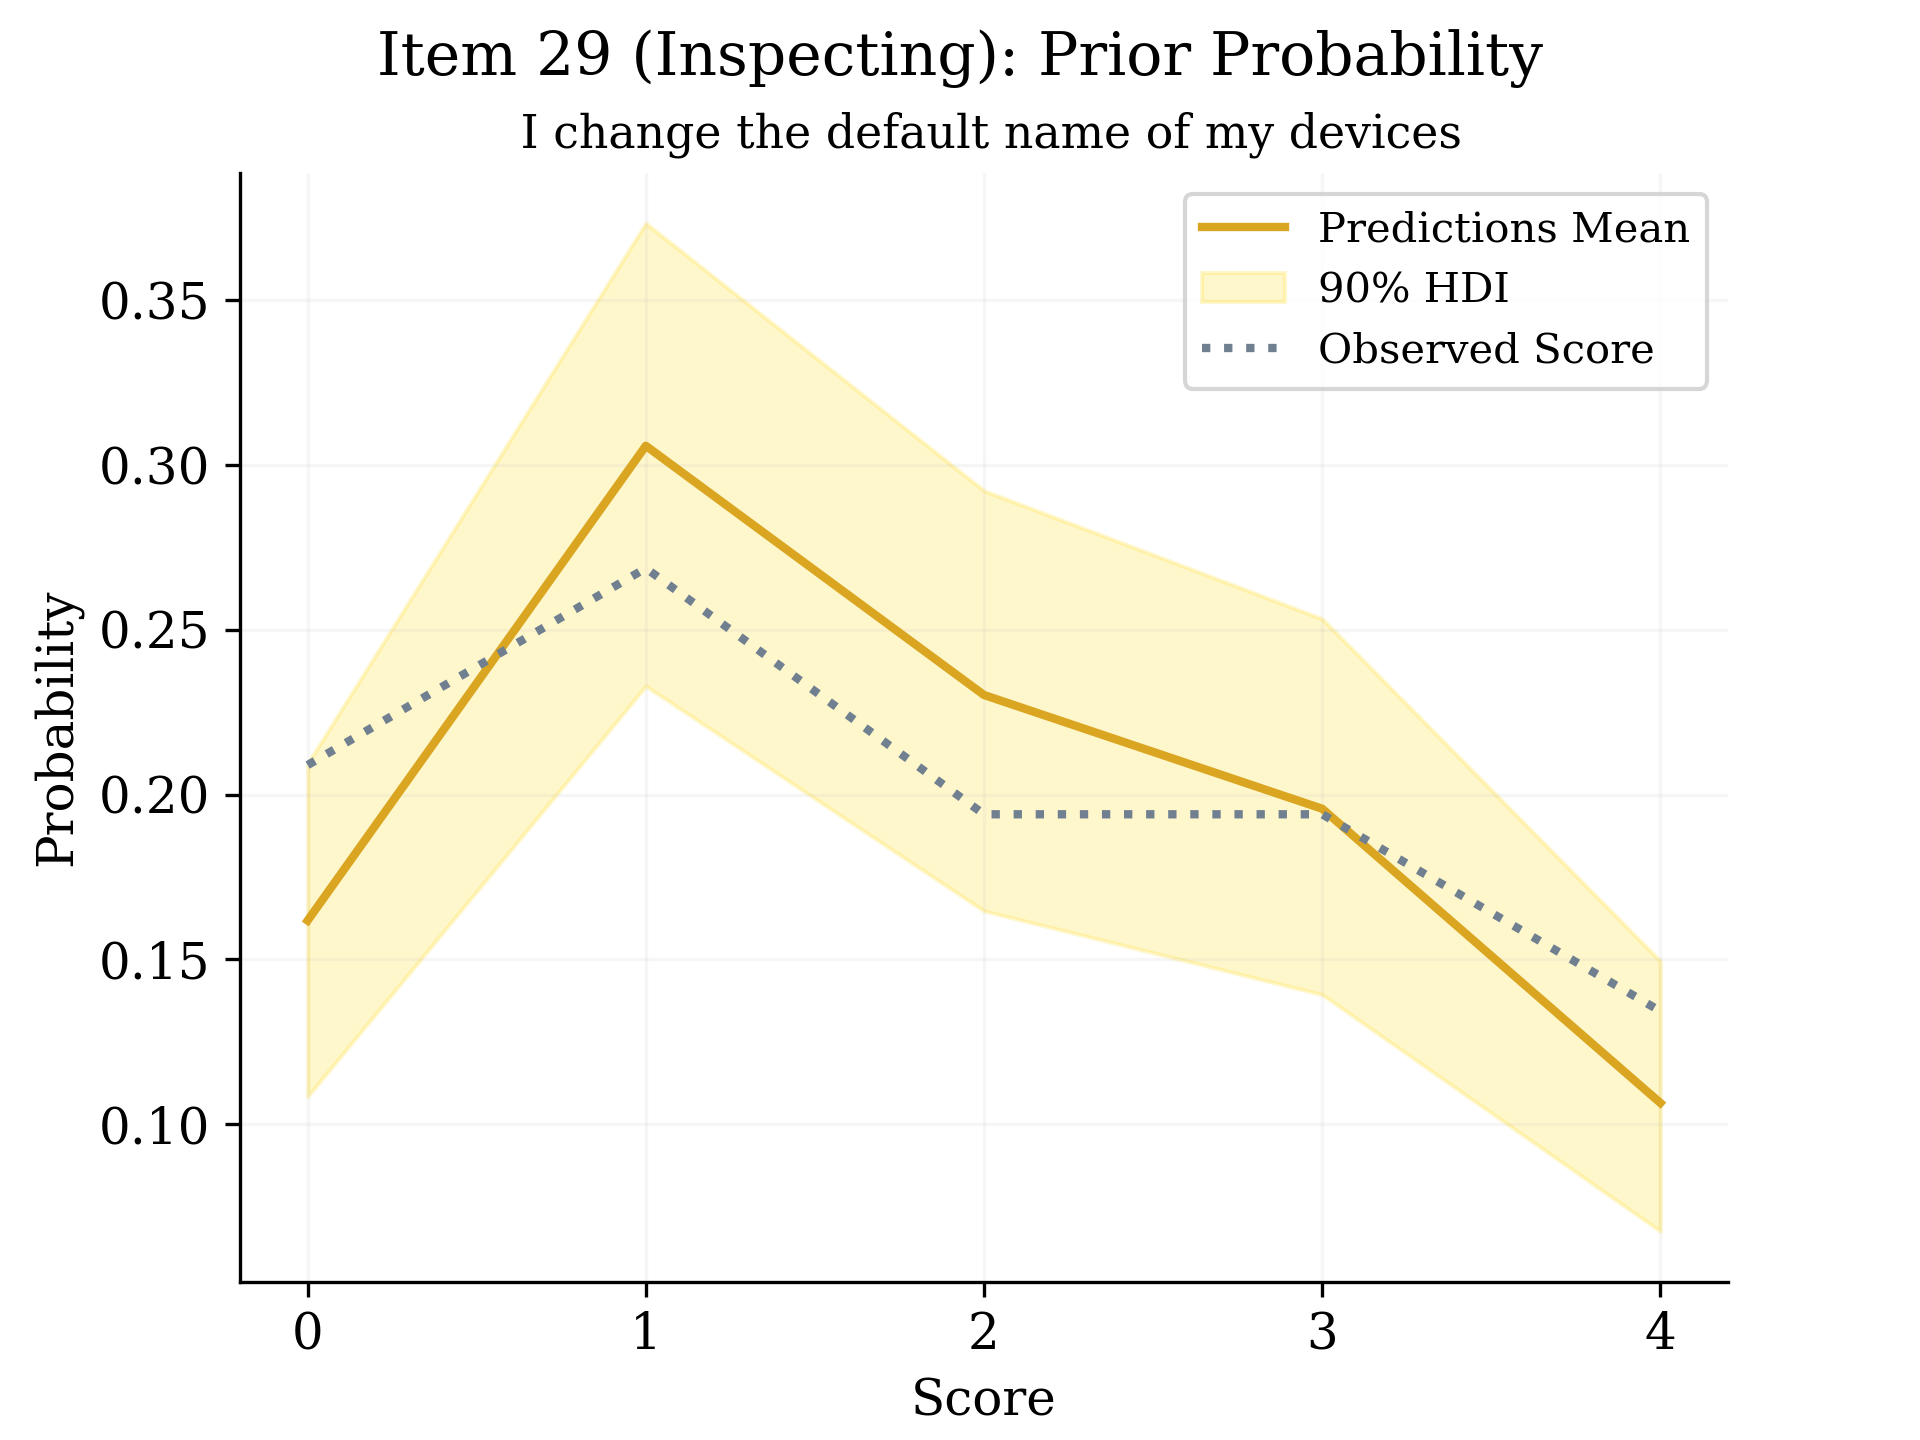 Item 29 (Inspecting): Prior Probability
I change the default name of my devices
Predictions Mean
90% HDI
Observed Score
Probability
0.35
0.30
0.25
0.20
0.15
0.10
0 1 2 3 4
Score